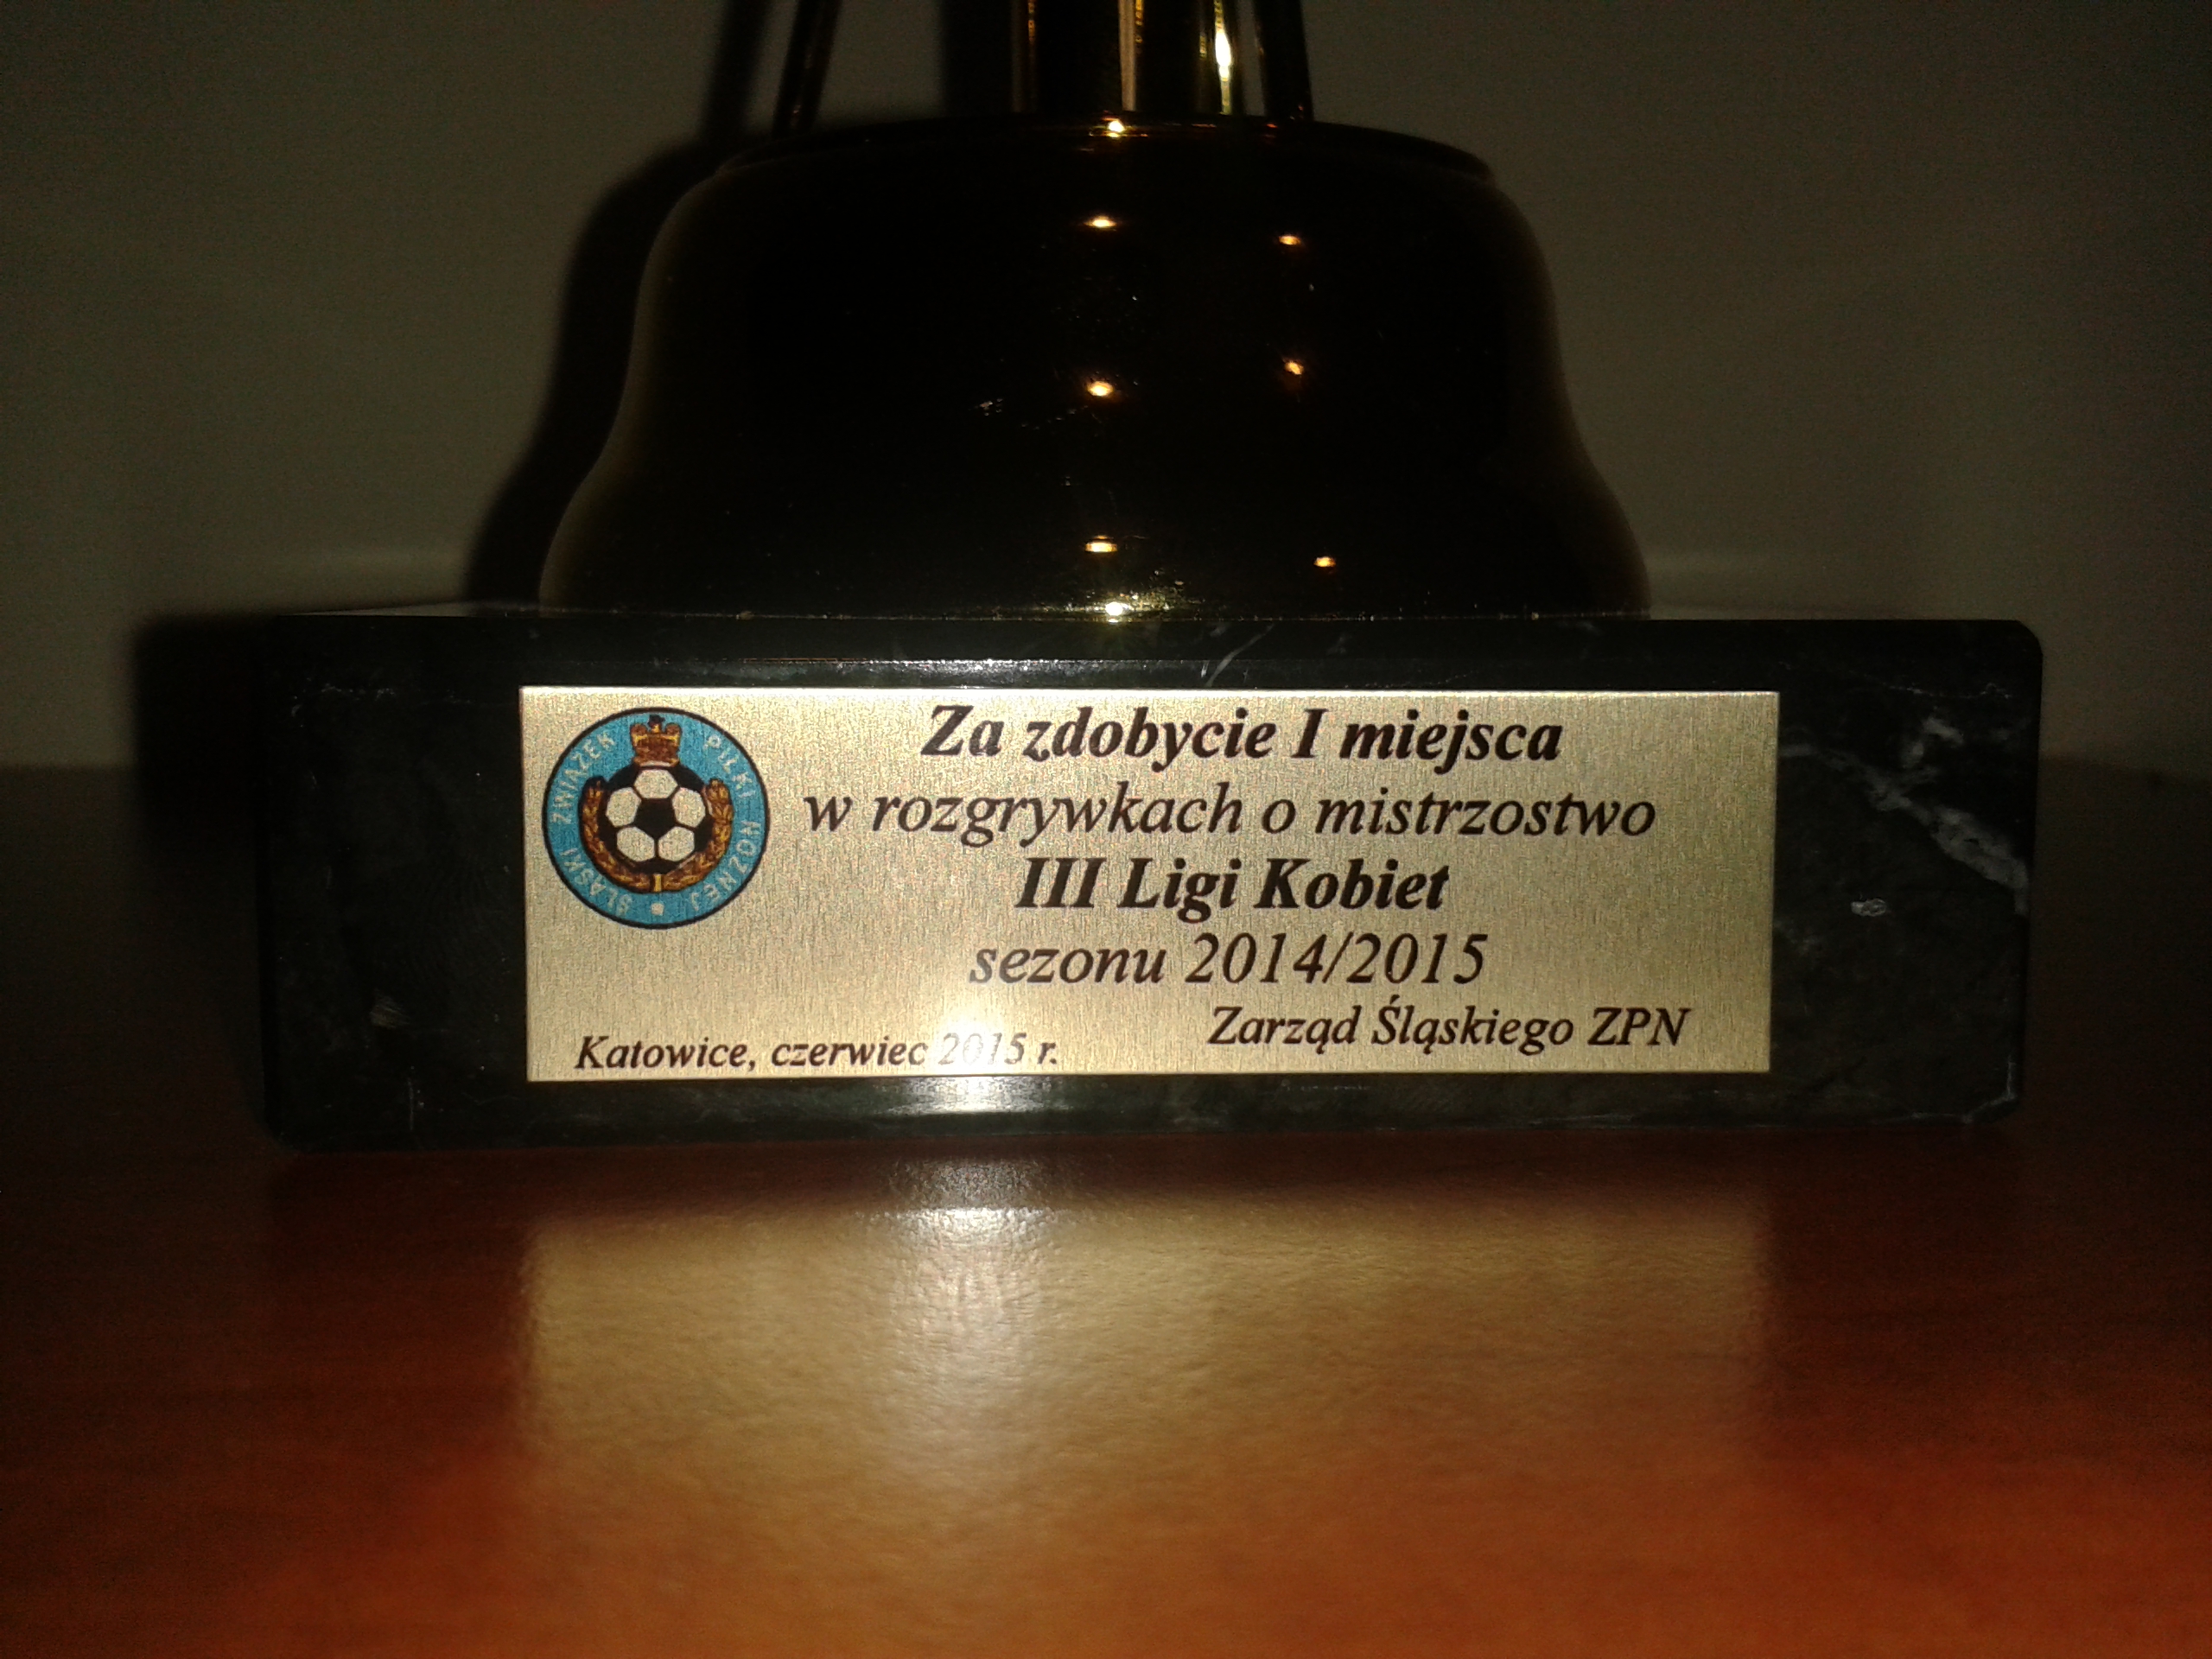 ŚLĄSKI ZWIĄZEK PIŁKI NOŻNEJ
Za zdobycie I miejsca
w rozgrywkach o mistrzostwo
III Ligi Kobiet
sezonu 2014/2015
Zarząd Śląskiego ZPN
Katowice, czerwiec 2015 r.